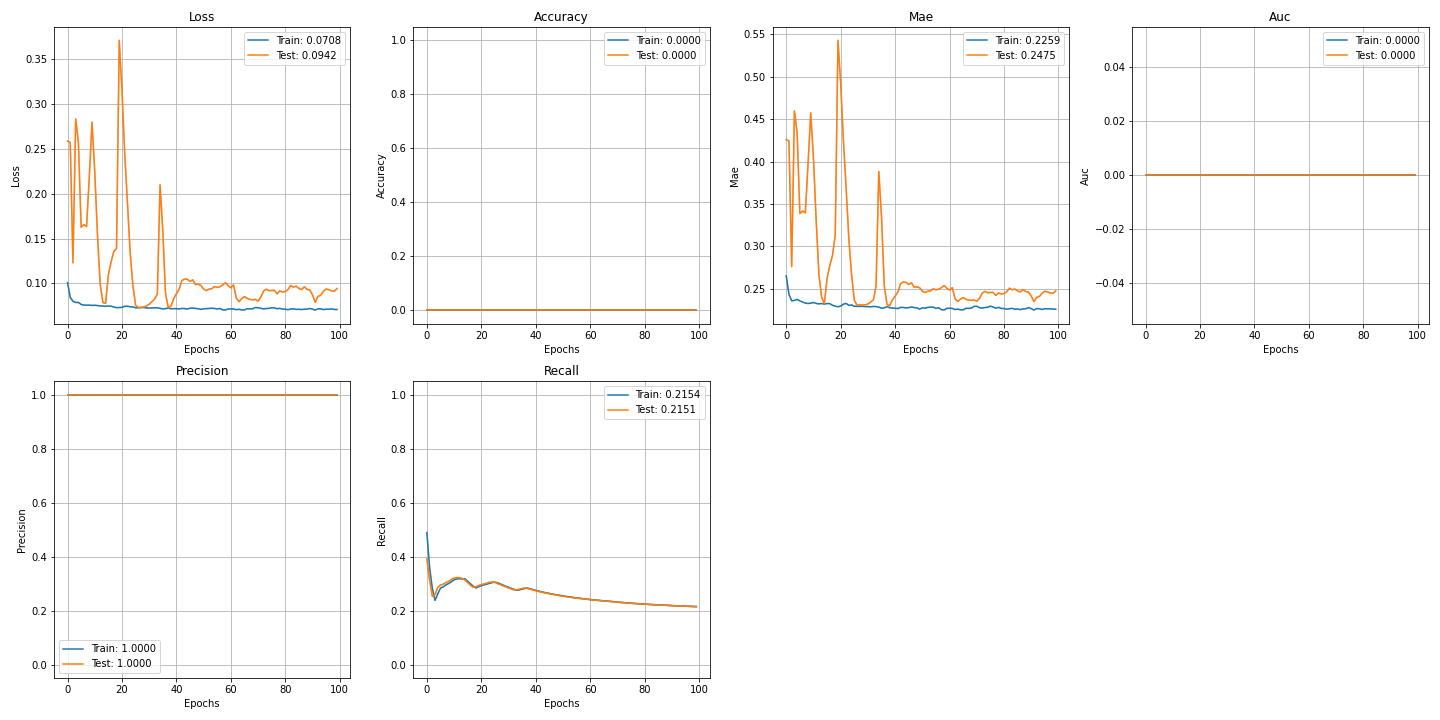 Loss
Train: 0.0708
Test: 0.0942
0.35
0.30
0.25
0.20
0.15
0.10
Loss
0 20 40 60 80 100
Epochs
Accuracy
Train: 0.0000
Test: 0.0000
1.0
0.8
0.6
0.4
0.2
0.0
Accuracy
0 20 40 60 80 100
Epochs
Mae
Train: 0.2259
Test: 0.2475
0.55
0.50
0.45
0.40
0.35
0.30
0.25
Mae
0 20 40 60 80 100
Epochs
Auc
Train: 0.0000
Test: 0.0000
0.04
0.02
0.00
−0.02
−0.04
Auc
0 20 40 60 80 100
Epochs
Precision
1.0
0.8
0.6
0.4
0.2
0.0
Precision
Train: 1.0000
Test: 1.0000
0 20 40 60 80 100
Epochs
Recall
Train: 0.2154
Test: 0.2151
1.0
0.8
0.6
0.4
0.2
0.0
Recall
0 20 40 60 80 100
Epochs